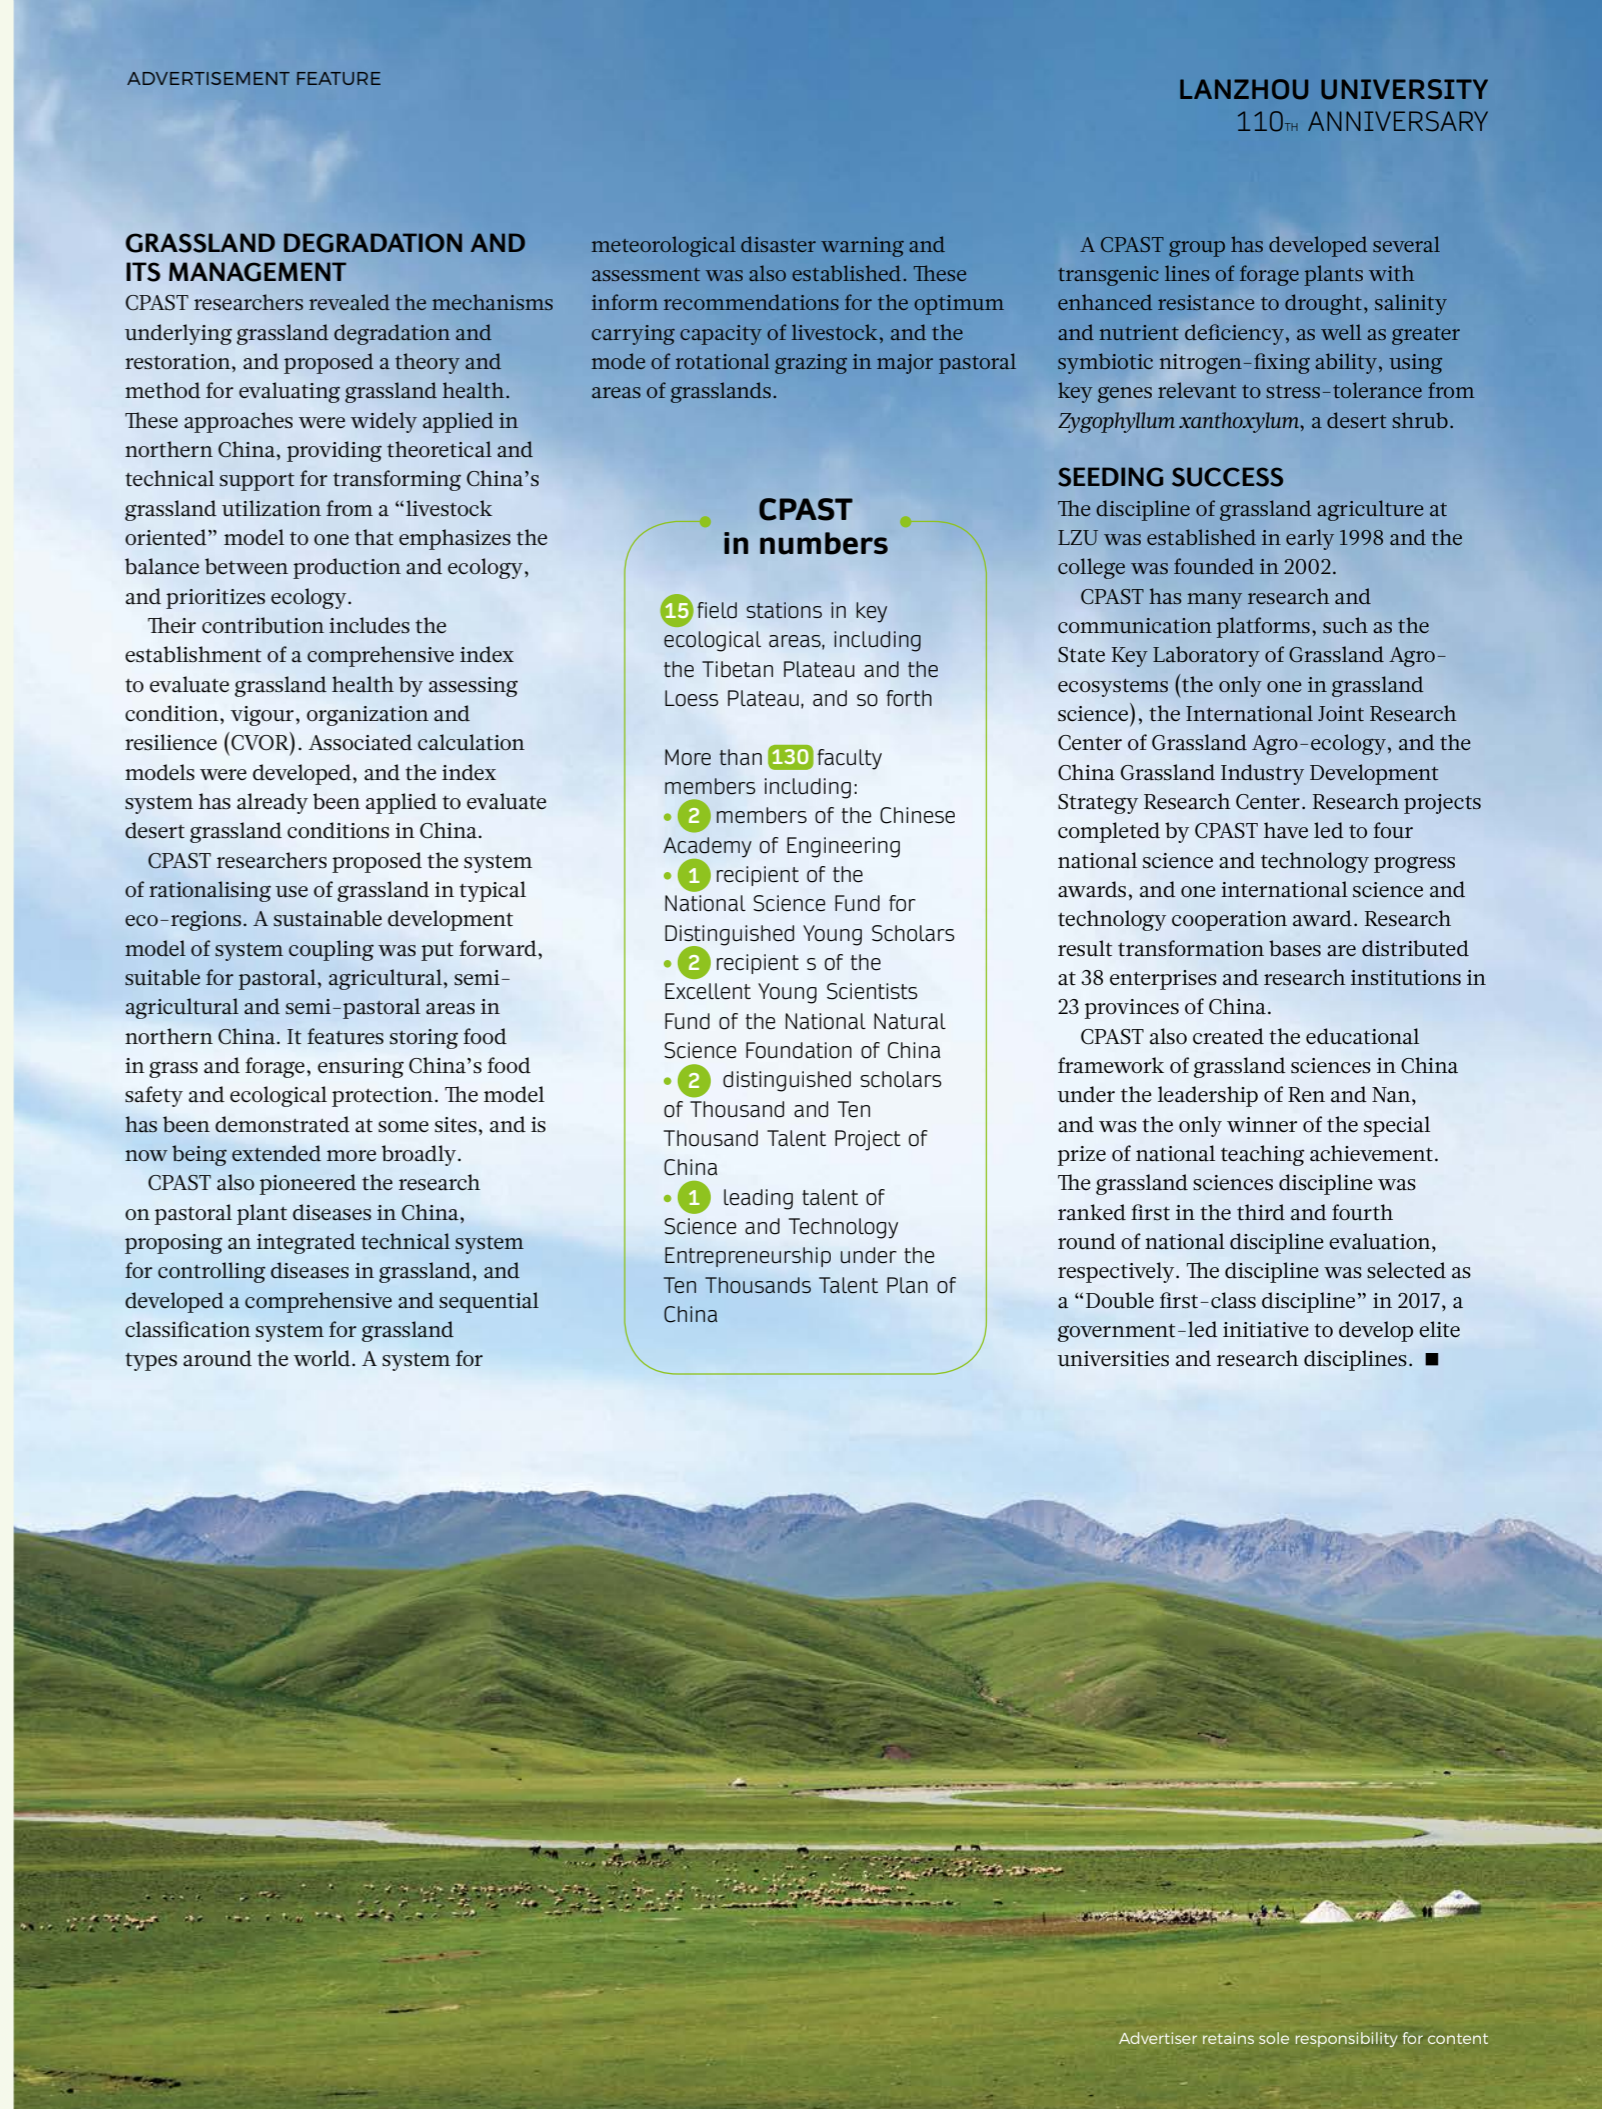 ADVERTISEMENT FEATURE
LANZHOU UNIVERSITY
110TH ANNIVERSARY
GRASSLAND DEGRADATION AND
ITS MANAGEMENT
CPAST researchers revealed the mechanisms
underlying grassland degradation and
restoration, and proposed a theory and
method for evaluating grassland health.
These approaches were widely applied in
northern China, providing theoretical and
technical support for transforming China’s
grassland utilization from a “livestock
oriented” model to one that emphasizes the
balance between production and ecology,
and prioritizes ecology.
Their contribution includes the
establishment of a comprehensive index
to evaluate grassland health by assessing
condition, vigour, organization and
resilience (CVOR). Associated calculation
models were developed, and the index
system has already been applied to evaluate
desert grassland conditions in China.
CPAST researchers proposed the system
of rationalising use of grassland in typical
eco-regions. A sustainable development
model of system coupling was put forward,
suitable for pastoral, agricultural, semi-
agricultural and semi-pastoral areas in
northern China. It features storing food
in grass and forage, ensuring China’s food
safety and ecological protection. The model
has been demonstrated at some sites, and is
now being extended more broadly.
CPAST also pioneered the research
on pastoral plant diseases in China,
proposing an integrated technical system
for controlling diseases in grassland, and
developed a comprehensive and sequential
classification system for grassland
types around the world. A system for
meteorological disaster warning and
assessment was also established. These
inform recommendations for the optimum
carrying capacity of livestock, and the
mode of rotational grazing in major pastoral
areas of grasslands.
CPAST
in numbers
15 field stations in key
ecological areas, including
the Tibetan Plateau and the
Loess Plateau, and so forth
More than 130 faculty
members including:
• 2 members of the Chinese
Academy of Engineering
• 1 recipient of the
National Science Fund for
Distinguished Young Scholars
• 2 recipient s of the
Excellent Young Scientists
Fund of the National Natural
Science Foundation of China
• 2 distinguished scholars
of Thousand and Ten
Thousand Talent Project of
China
• 1 leading talent of
Science and Technology
Entrepreneurship under the
Ten Thousands Talent Plan of
China
A CPAST group has developed several
transgenic lines of forage plants with
enhanced resistance to drought, salinity
and nutrient deficiency, as well as greater
symbiotic nitrogen-fixing ability, using
key genes relevant to stress-tolerance from
Zygophyllum xanthoxylum, a desert shrub.
SEEDING SUCCESS
The discipline of grassland agriculture at
LZU was established in early 1998 and the
college was founded in 2002.
CPAST has many research and
communication platforms, such as the
State Key Laboratory of Grassland Agro-
ecosystems (the only one in grassland
science), the International Joint Research
Center of Grassland Agro-ecology, and the
China Grassland Industry Development
Strategy Research Center. Research projects
completed by CPAST have led to four
national science and technology progress
awards, and one international science and
technology cooperation award. Research
result transformation bases are distributed
at 38 enterprises and research institutions in
23 provinces of China.
CPAST also created the educational
framework of grassland sciences in China
under the leadership of Ren and Nan,
and was the only winner of the special
prize of national teaching achievement.
The grassland sciences discipline was
ranked first in the third and fourth
round of national discipline evaluation,
respectively. The discipline was selected as
a “Double first-class discipline” in 2017, a
government-led initiative to develop elite
universities and research disciplines. ■
Advertiser retains sole responsibility for content